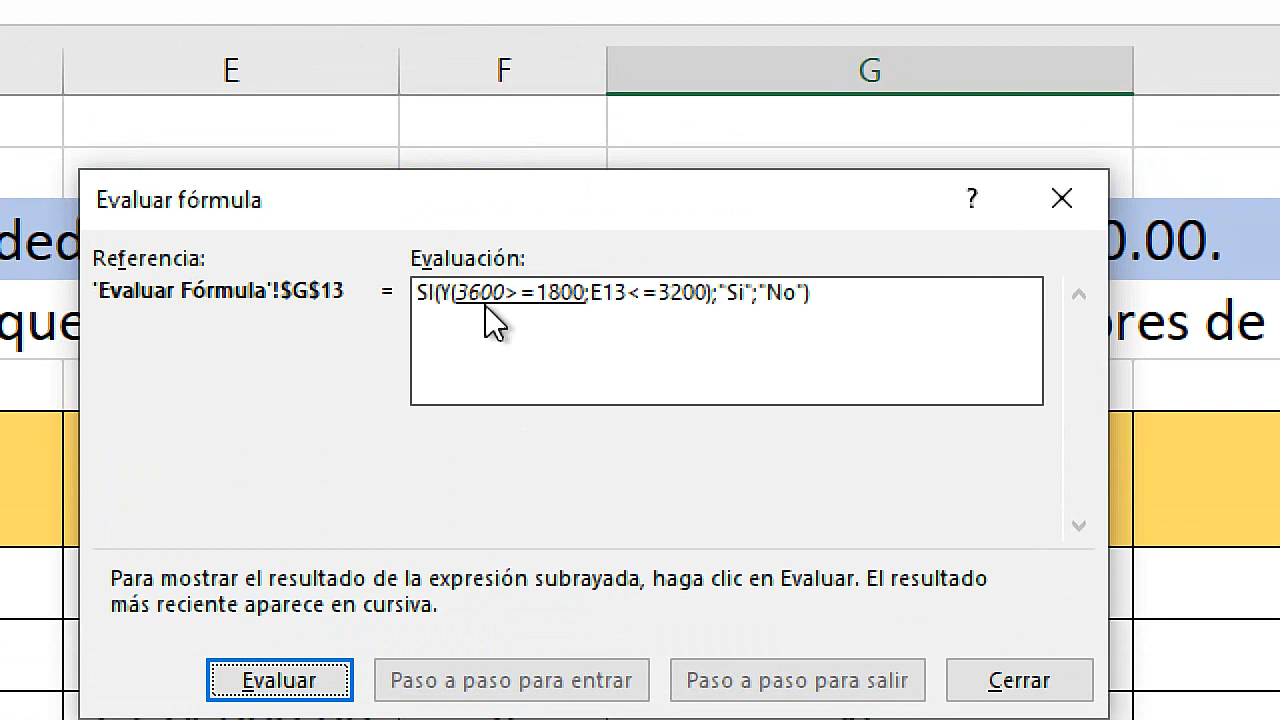 E F G
ded 0.00.
que ores de
Evaluar fórmula ?
Referencia: Evaluación:
'Evaluar Fórmula'!$G$13 = SI(Y(3600>=1800;E13<=3200);"Si";"No")
Para mostrar el resultado de la expresión subrayada, haga clic en Evaluar. El resultado
más reciente aparece en cursiva.
Evaluar Paso a paso para entrar Paso a paso para salir Cerrar